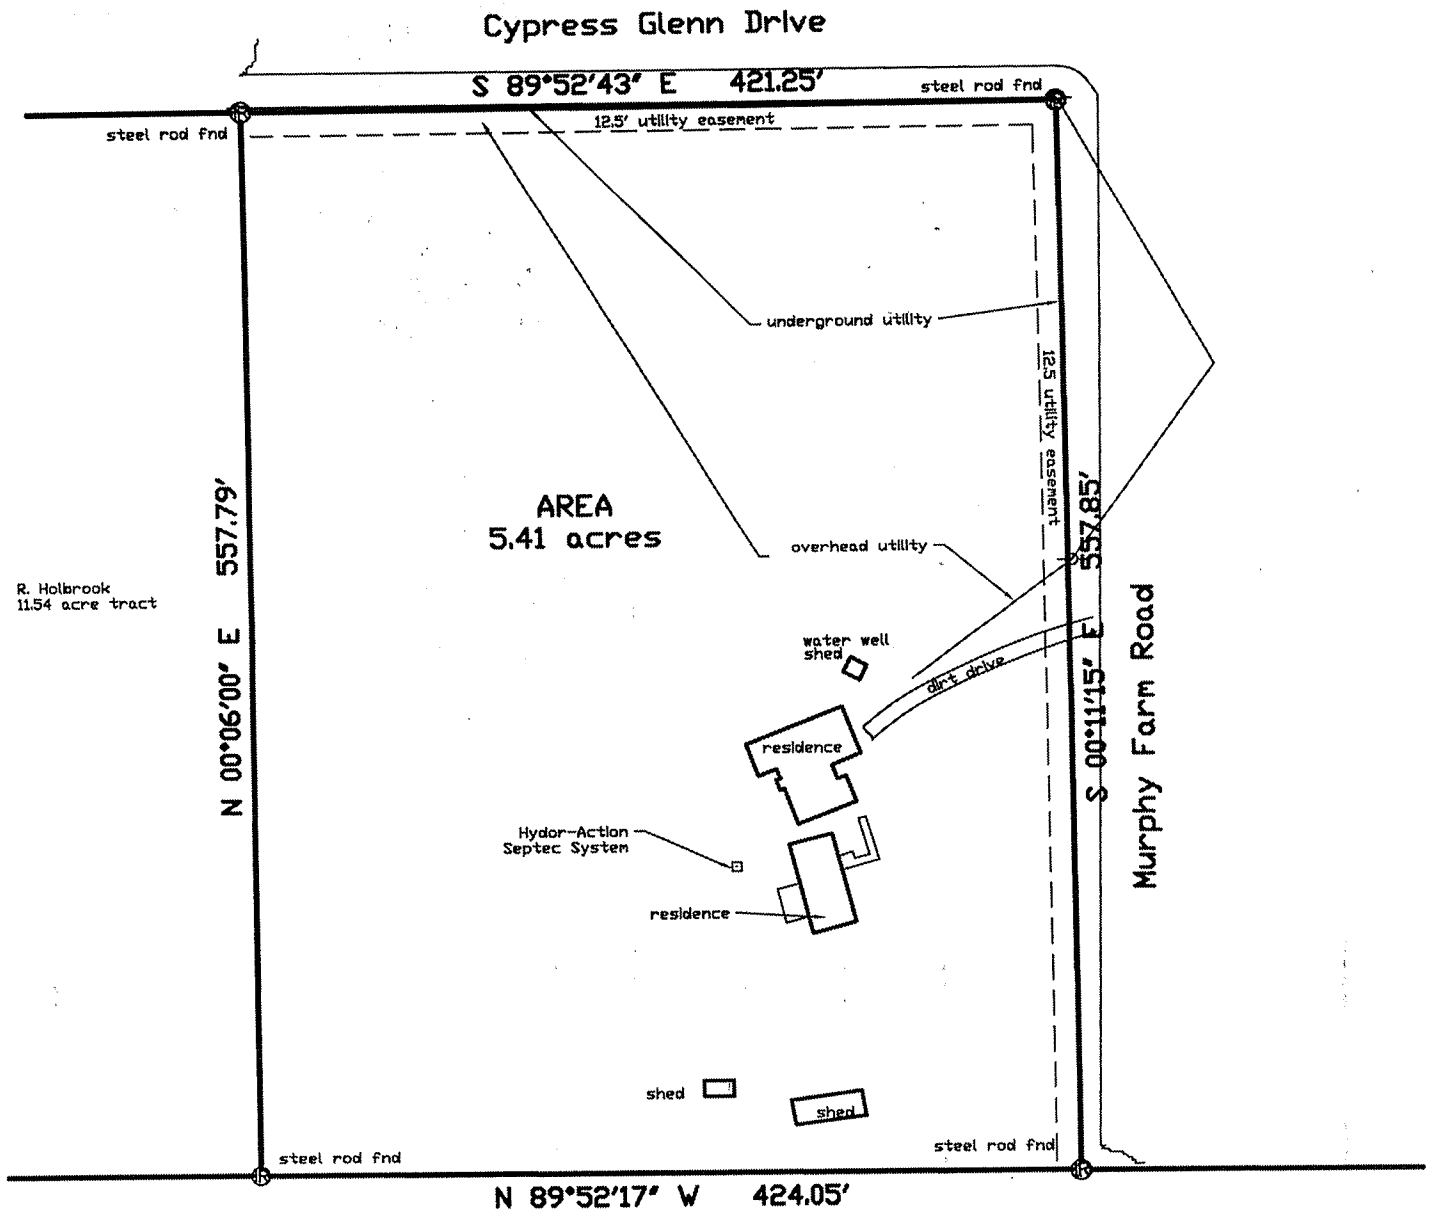 Cypress Glenn Drive
S 89°52'43" E 421.25'
steel rod fnd
steel rod fnd
12.5' utility easement
underground utility
12.5 utility easement
AREA
5.41 acres
overhead utility
N 00°06'00" E 557.79'
S 00°11'15" E 557.85'
R. Holbrook
11.54 acre tract
Murphy Farm Road
water well
shed
dirt drive
residence
Hydor-Action
Septec System
residence
shed
shed
steel rod fnd
steel rod fnd
N 89°52'17" W 424.05'